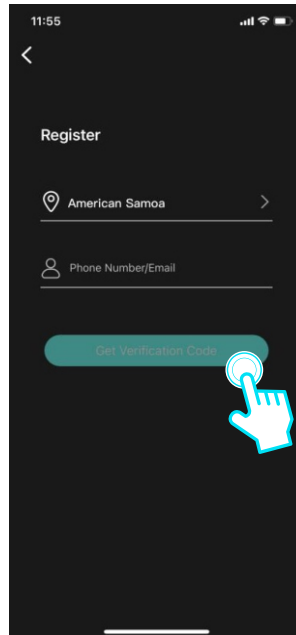 11:55
Register
American Samoa
Phone Number/Email
Get Verification Code